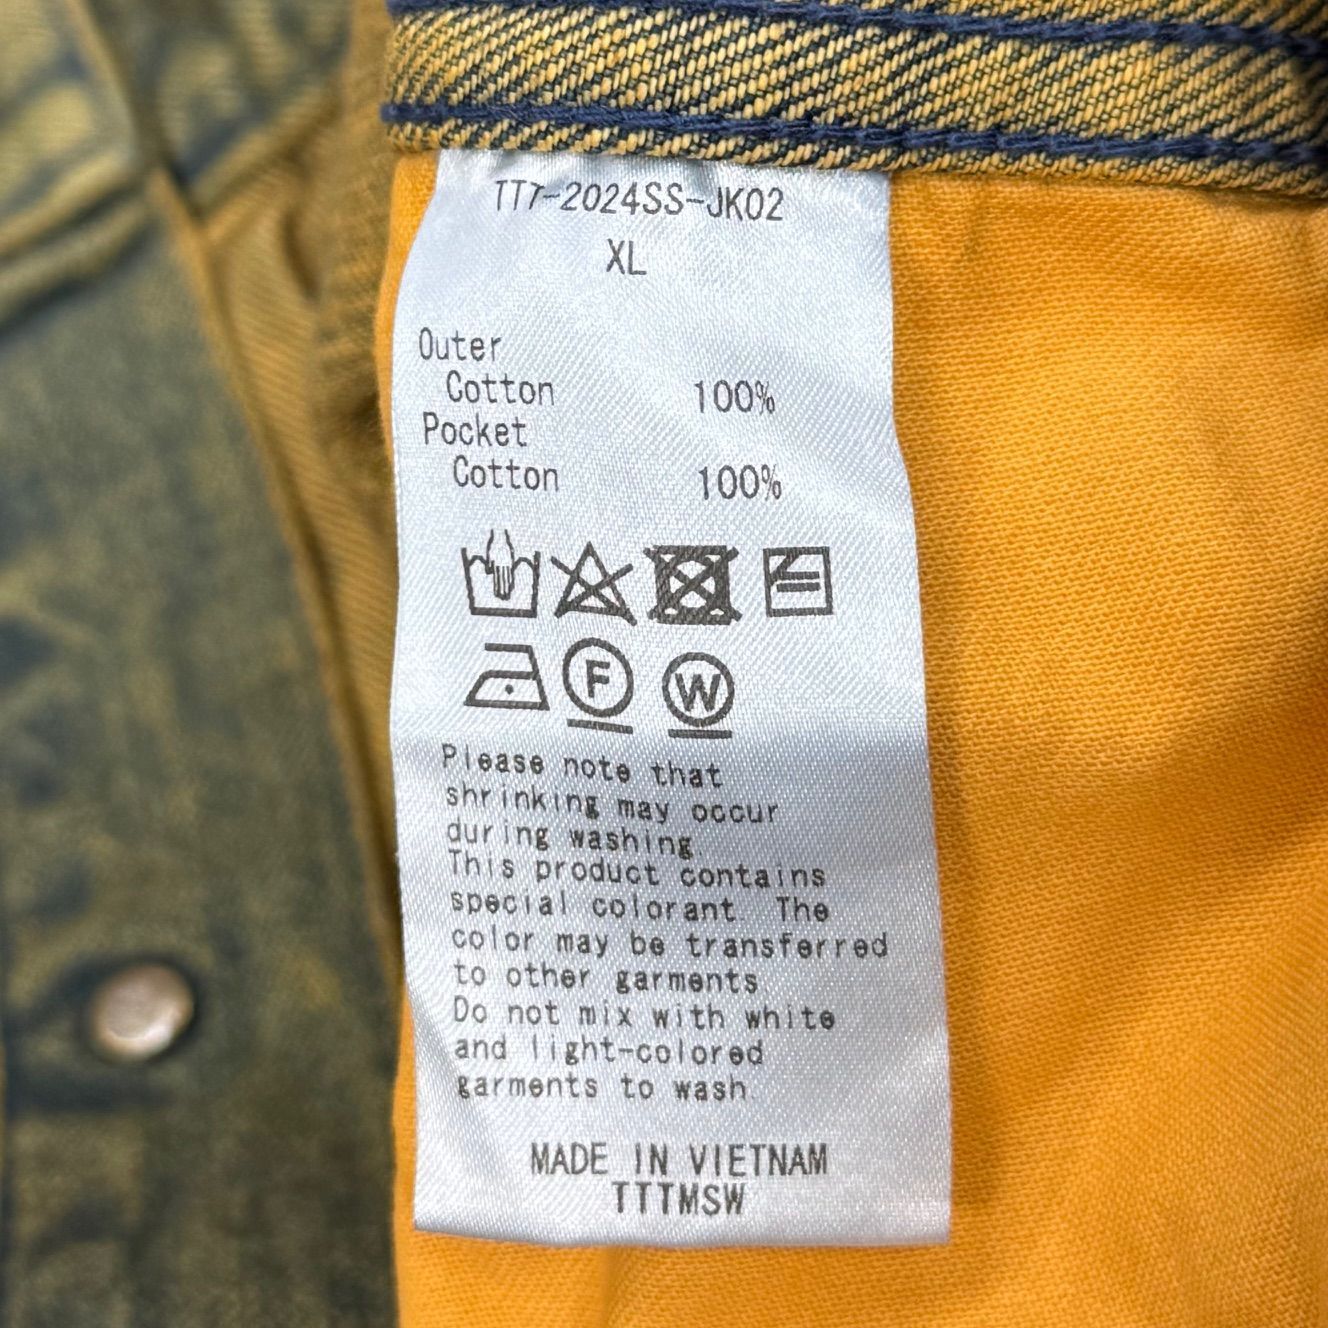 TTT-2024SS-JK02
XL
Outer
Cotton 100%
Pocket
Cotton 100%
F W
Please note that
shrinking may occur
during washing.
This product contains
special colorant. The
color may be transferred
to other garments
Do not mix with white
and light-colored
garments to wash.
MADE IN VIETNAM
TTTMSW